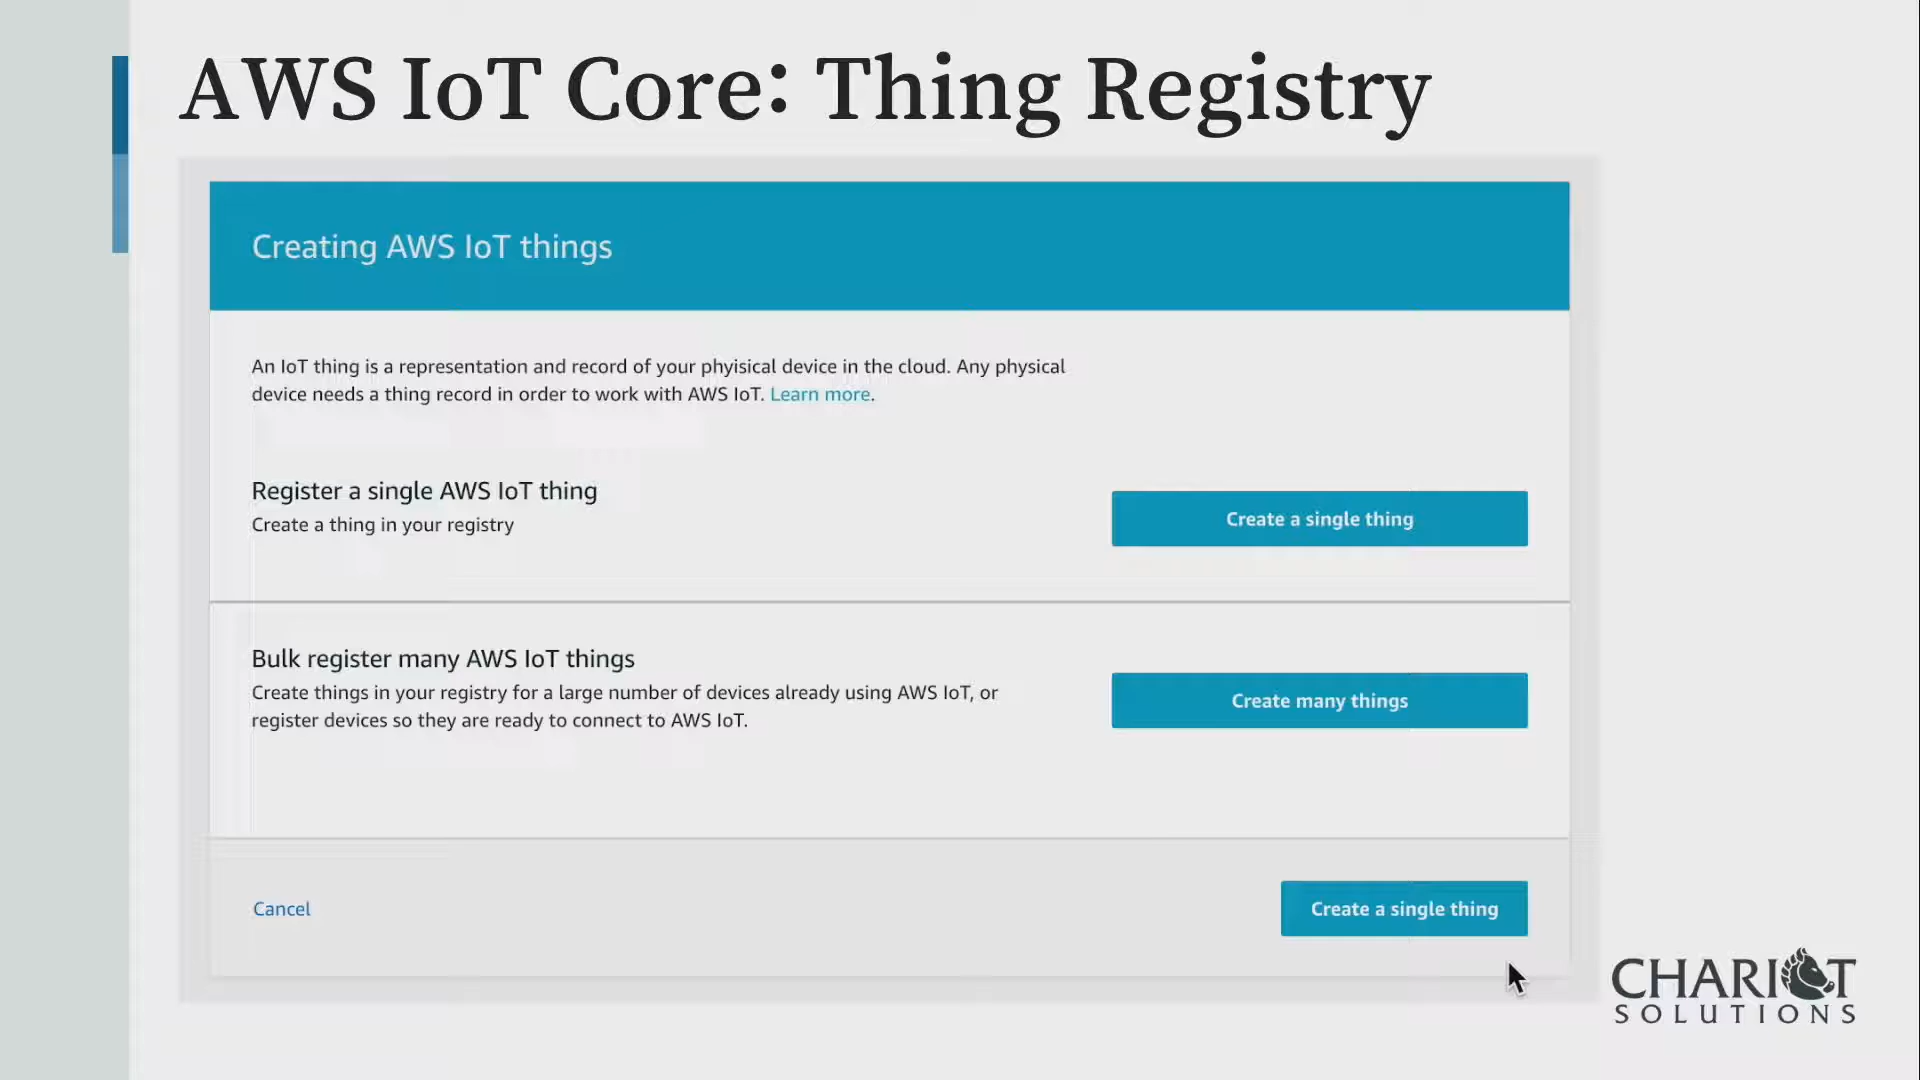 AWS IoT Core: Thing Registry
Creating AWS IoT things
An IoT thing is a representation and record of your phyisical device in the cloud. Any physical
device needs a thing record in order to work with AWS IoT. Learn more.
Register a single AWS IoT thing
Create a thing in your registry
Create a single thing
Bulk register many AWS IoT things
Create things in your registry for a large number of devices already using AWS IoT, or
register devices so they are ready to connect to AWS IoT.
Create many things
Cancel
Create a single thing
CHARIOT
SOLUTIONS